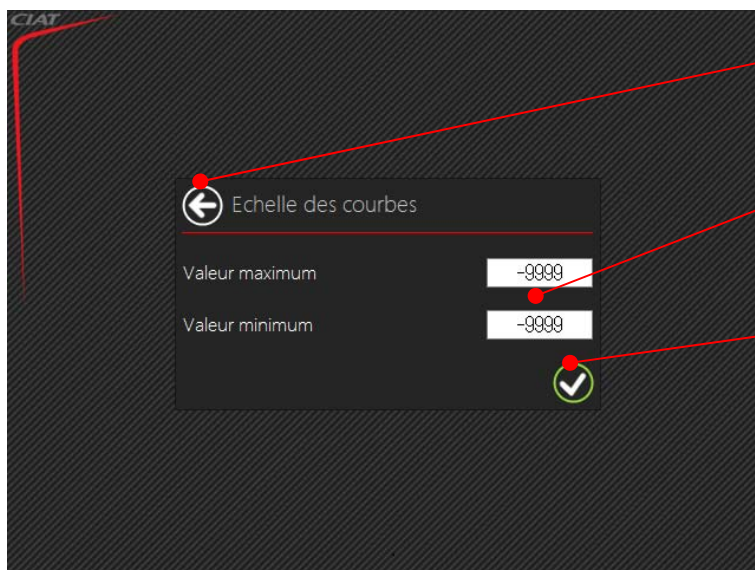 CIAT
Echelle des courbes
Valeur maximum -9999
Valeur minimum -9999